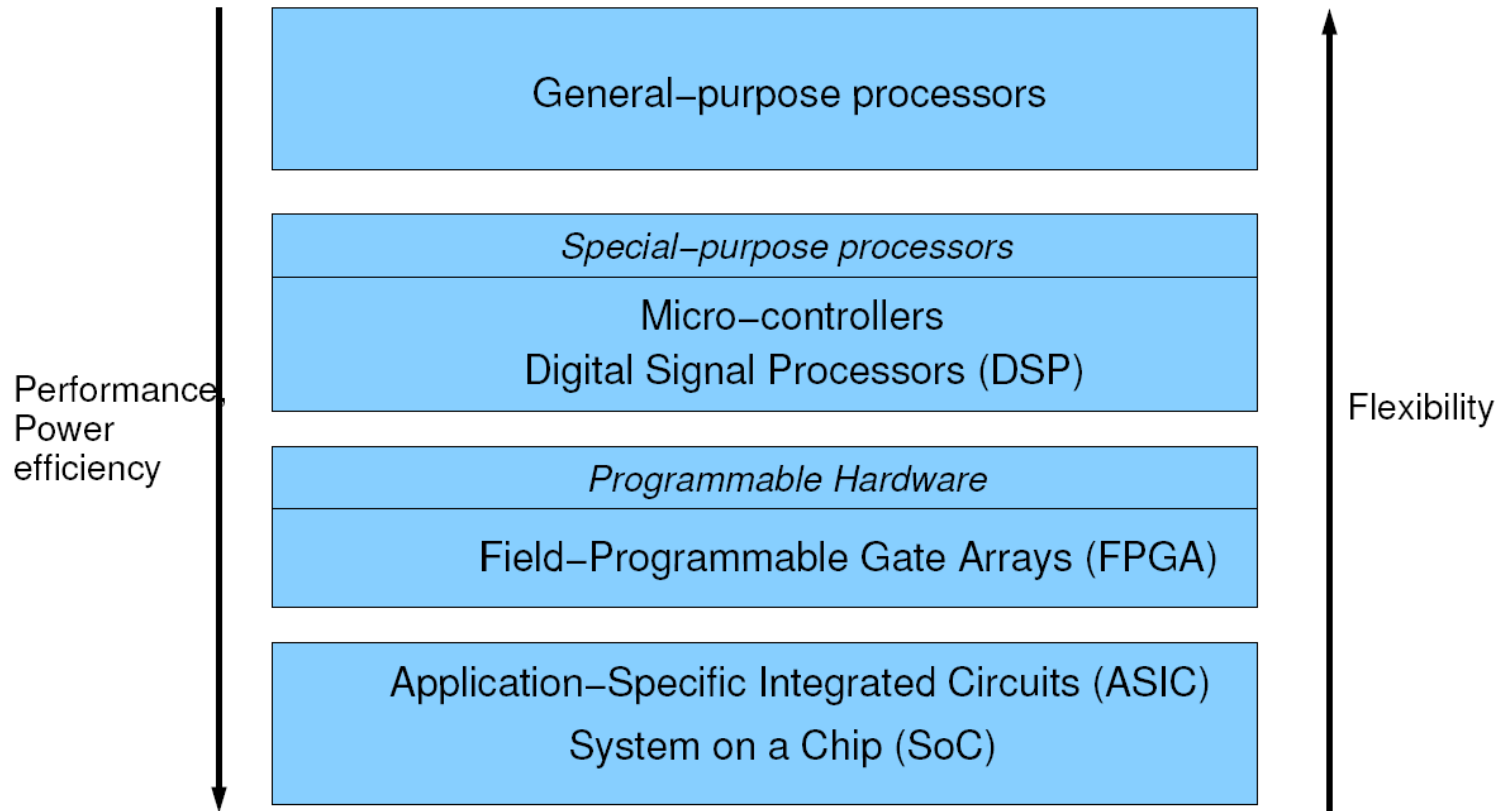 General–purpose processors
Special–purpose processors
Micro–controllers
Digital Signal Processors (DSP)
Performance,
Power
efficiency
Flexibility
Programmable Hardware
Field–Programmable Gate Arrays (FPGA)
Application–Specific Integrated Circuits (ASIC)
System on a Chip (SoC)